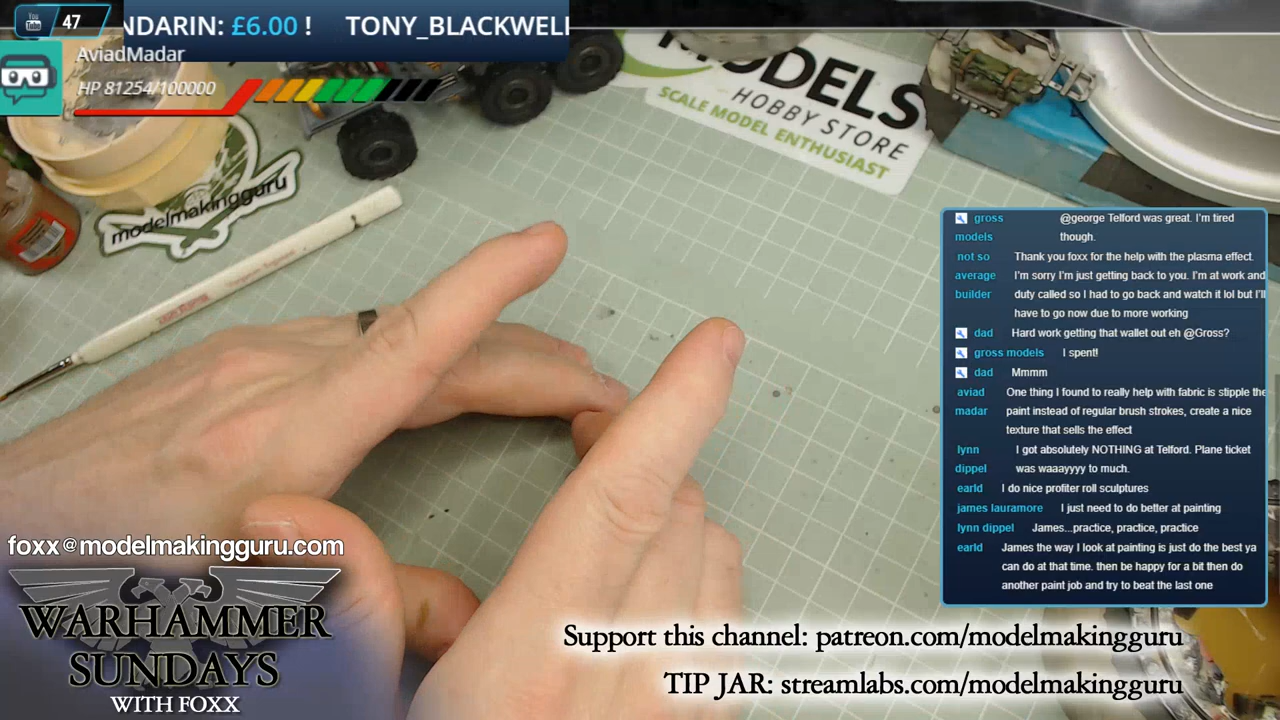 You
Tube
47
NDARIN: £6.00 ! TONY_BLACKWELL
AviadMadar
HP 81254/100000
MODELS
HOBBY STORE
SCALE MODEL ENTHUSIAST
modelmakingguru
gross models @george Telford was great. I'm tired
though.
not so average builder Thank you foxx for the help with the plasma effect.
I'm sorry I'm just getting back to you. I'm at work and
duty called so I had to go back and watch it lol but I'll
have to go now due to more working
dad Hard work getting that wallet out eh @Gross?
gross models I spent!
dad Mmmm
aviad madar One thing I found to really help with fabric is stipple the
paint instead of regular brush strokes, create a nice
texture that sells the effect
lynn dippel I got absolutely NOTHING at Telford. Plane ticket
was waaayyyy to much.
earld I do nice profiter roll sculptures
james lauramore I just need to do better at painting
lynn dippel James...practice, practice, practice
earld James the way I look at painting is just do the best ya
can do at that time. then be happy for a bit then do
another paint job and try to beat the last one
foxx@modelmakingguru.com
WARHAMMER
SUNDAYS
WITH FOXX
Support this channel: patreon.com/modelmakingguru
TIP JAR: streamlabs.com/modelmakingguru